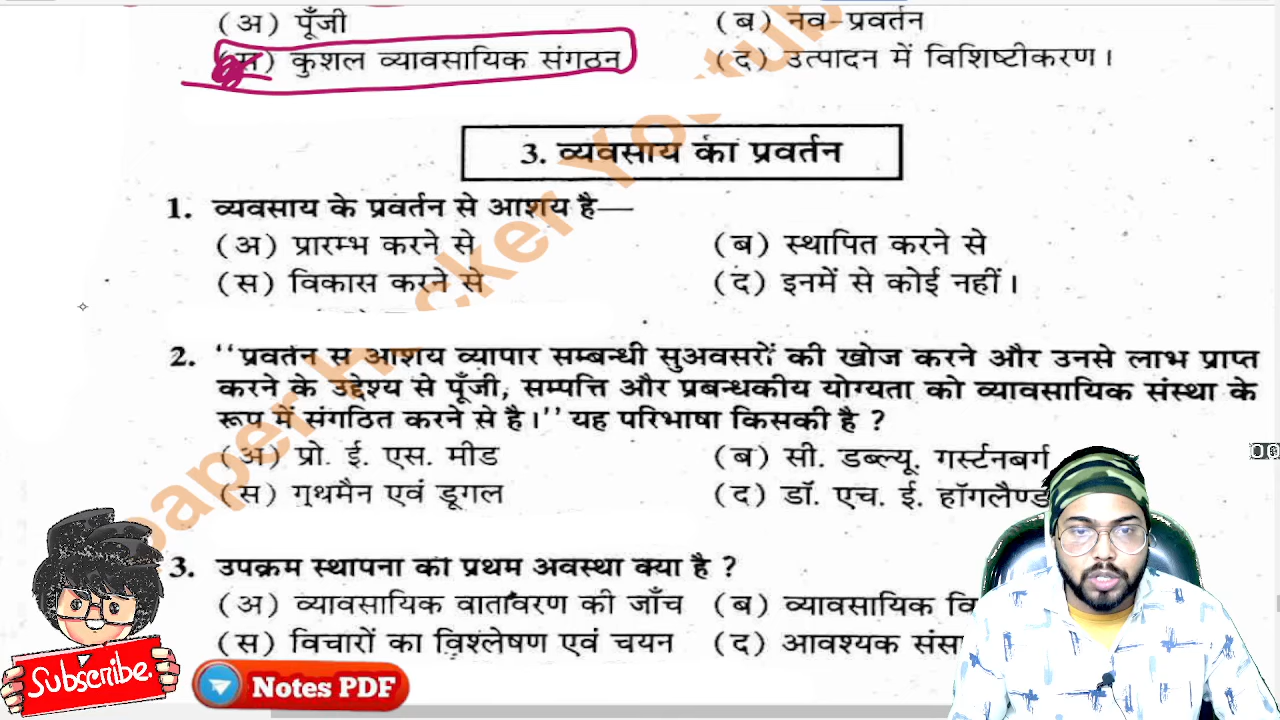 (अ) पूँजी (ब) नव-प्रवर्तन
(स) कुशल व्यावसायिक संगठन (द) उत्पादन में विशिष्टीकरण।
3. व्यवसाय का प्रवर्तन
1. व्यवसाय के प्रवर्तन से आशय है—
(अ) प्रारम्भ करने से (ब) स्थापित करने से
(स) विकास करने से (द) इनमें से कोई नहीं।
2. ''प्रवर्तन स आशय व्यापार सम्बन्धी सुअवसरों की खोज करने और उनसे लाभ प्राप्त
करने के उद्देश्य से पूँजी, सम्पत्ति और प्रबन्धकीय योग्यता को व्यावसायिक संस्था के
रूप में संगठित करने से है।'' यह परिभाषा किसकी है ?
(अ) प्रो. ई. एस. मीड (ब) सी. डब्ल्यू. गर्स्टनबर्ग
(स) गुथमैन एवं डूगल (द) डॉ. एच. ई. हॉगलैण्ड
3. उपक्रम स्थापना की प्रथम अवस्था क्या है ?
(अ) व्यावसायिक वातावरण की जाँच (ब) व्यावसायिक
(स) विचारों का विश्लेषण एवं चयन (द) आवश्यक
paper Hacker Youtub
Subscribe.
Notes PDF